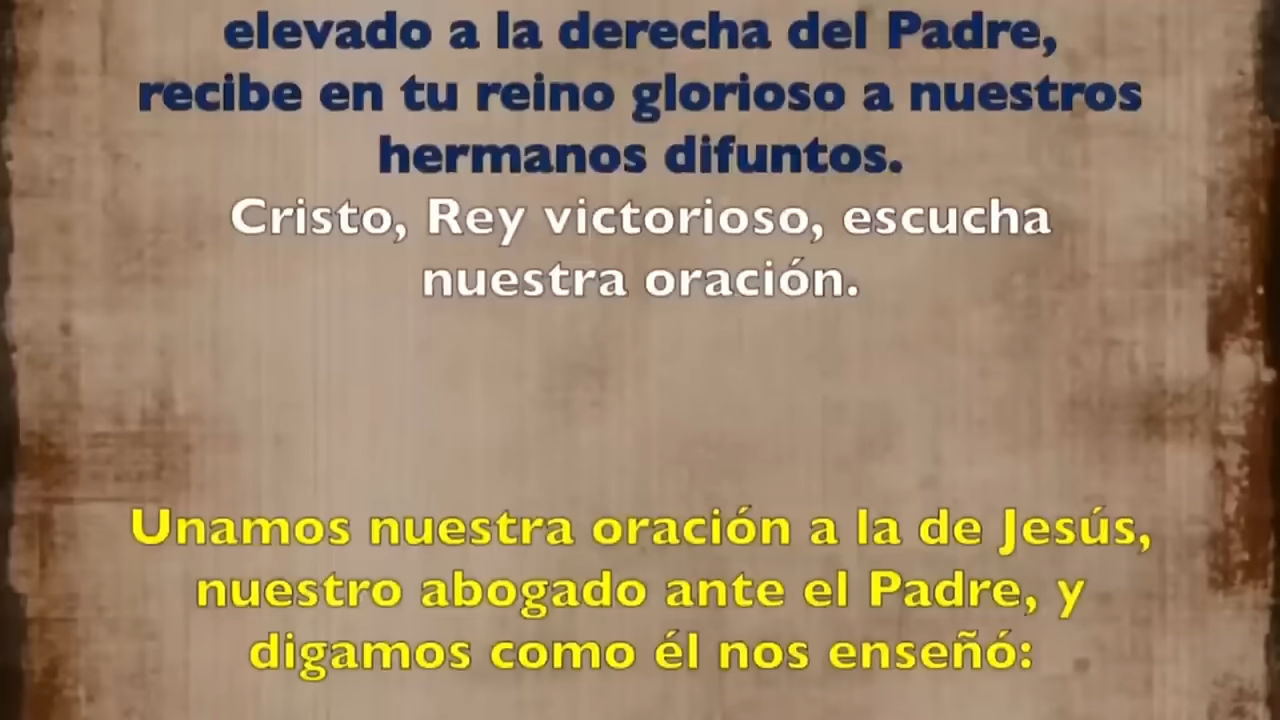 elevado a la derecha del Padre,
recibe en tu reino glorioso a nuestros
hermanos difuntos.
Cristo, Rey victorioso, escucha
nuestra oración.
Unamos nuestra oración a la de Jesús,
nuestro abogado ante el Padre, y
digamos como él nos enseñó: